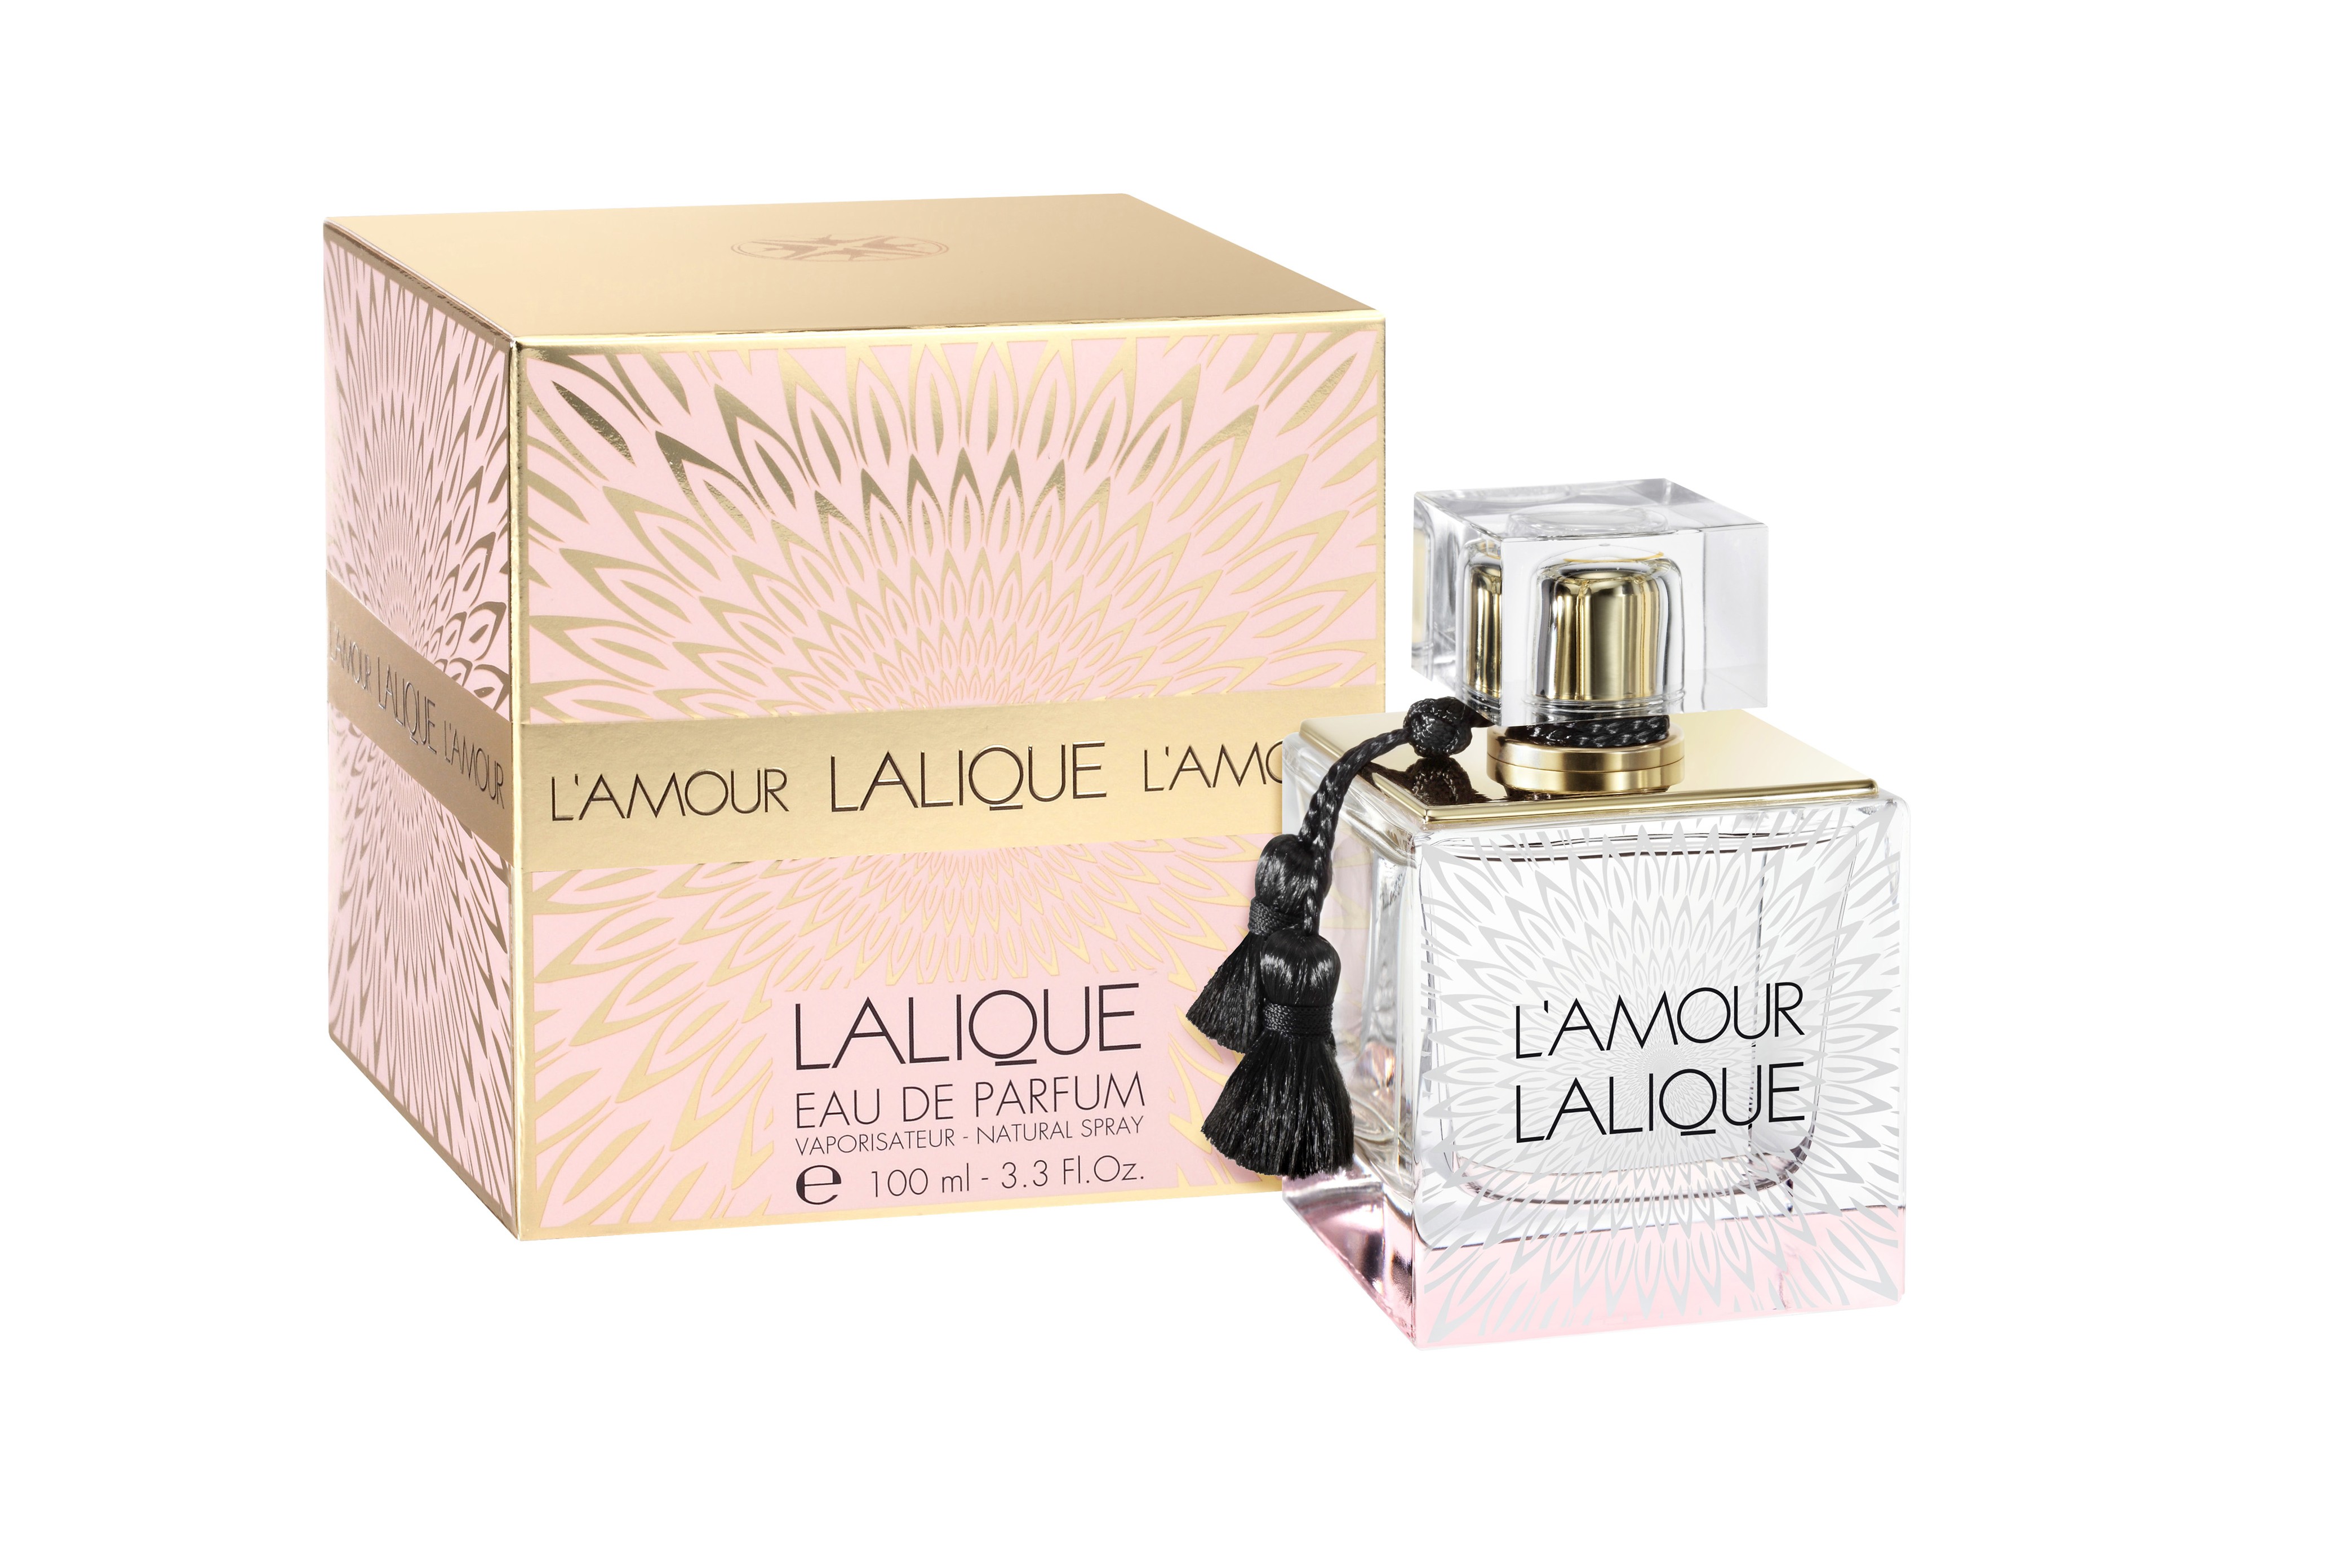 L'AMOUR LALIQUE L'AMOUR
L'AMOUR LALIQUE L'AMO
LALIQUE
EAU DE PARFUM
VAPORISATEUR - NATURAL SPRAY
e 100 ml - 3.3 Fl.Oz.
L'AMOUR
LALIQUE